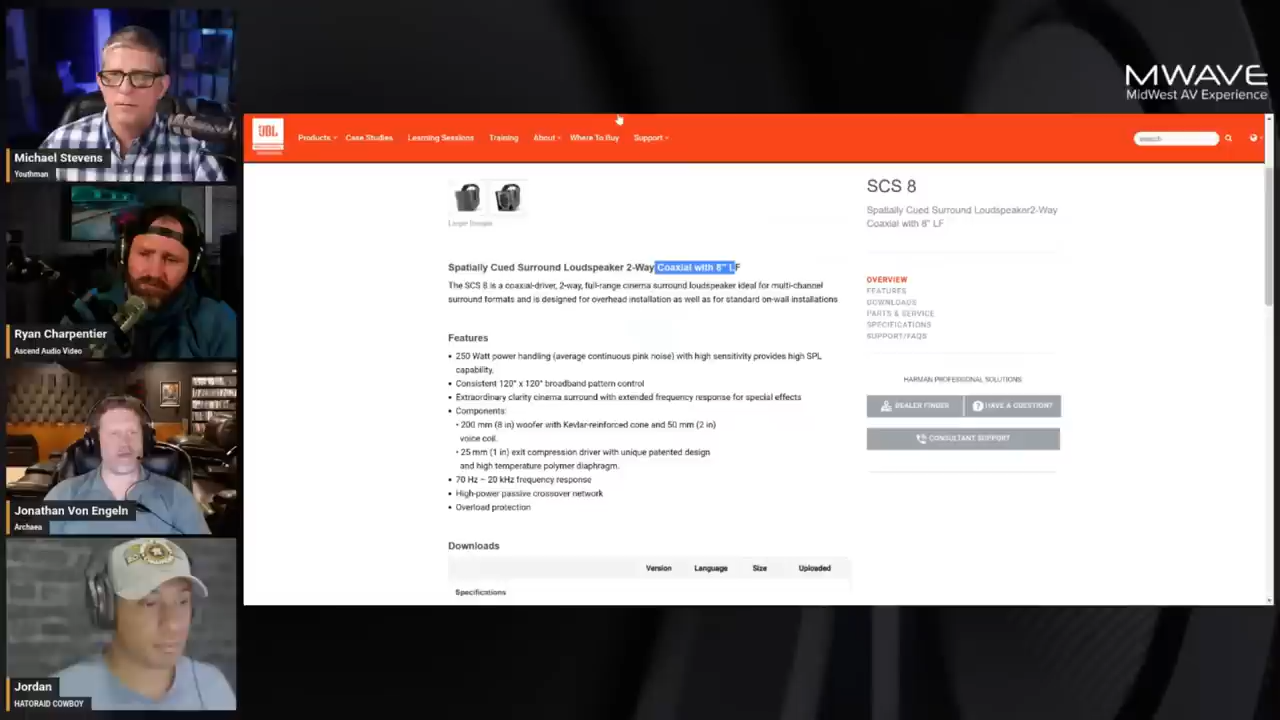 Michael Stevens
Youthman
Ryan Charpentier
Ascend Audio Video
Jonathan Von Engeln
Archaea
Jordan
HATORAID COWBOY
MWAVE
MidWest AV Experience
JBL
Products
Case Studies
Learning Sessions
Training
About
Where To Buy
Support
search
Larger Images
Spatially Cued Surround Loudspeaker 2-Way Coaxial with 8" LF
The SCS 8 is a coaxial-driver, 2-way, full-range cinema surround loudspeaker ideal for multi-channel
surround formats and is designed for overhead installation as well as for standard on-wall installations
Features
• 250 Watt power handling (average continuous pink noise) with high sensitivity provides high SPL
capability.
• Consistent 120° x 120° broadband pattern control
• Extraordinary clarity cinema surround with extended frequency response for special effects
• Components:
• 200 mm (8 in) woofer with Kevlar-reinforced cone and 50 mm (2 in)
voice coil.
• 25 mm (1 in) exit compression driver with unique patented design
and high temperature polymer diaphragm.
• 70 Hz – 20 kHz frequency response
• High-power passive crossover network
• Overload protection
Downloads
Version Language Size Uploaded
Specifications
SCS 8
Spatially Cued Surround Loudspeaker2-Way
Coaxial with 8" LF
OVERVIEW
FEATURES
DOWNLOADS
PARTS & SERVICE
SPECIFICATIONS
SUPPORT/FAQS
HARMAN PROFESSIONAL SOLUTIONS
DEALER FINDER
HAVE A QUESTION?
CONSULTANT SUPPORT